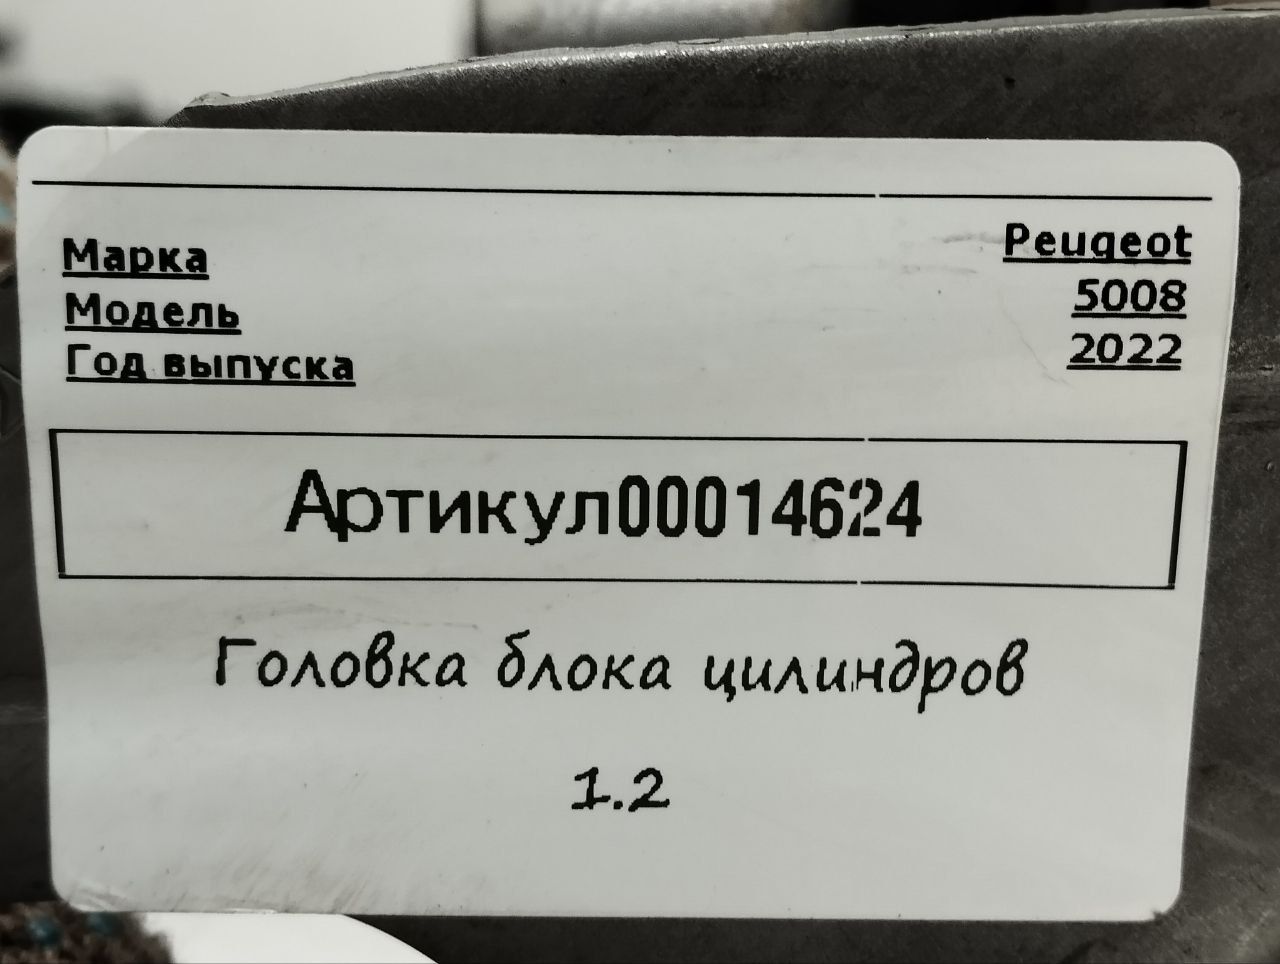 Марка Peugeot
Модель 5008
Год выпуска 2022
Артикул00014624
Головка блока цилиндров
1.2